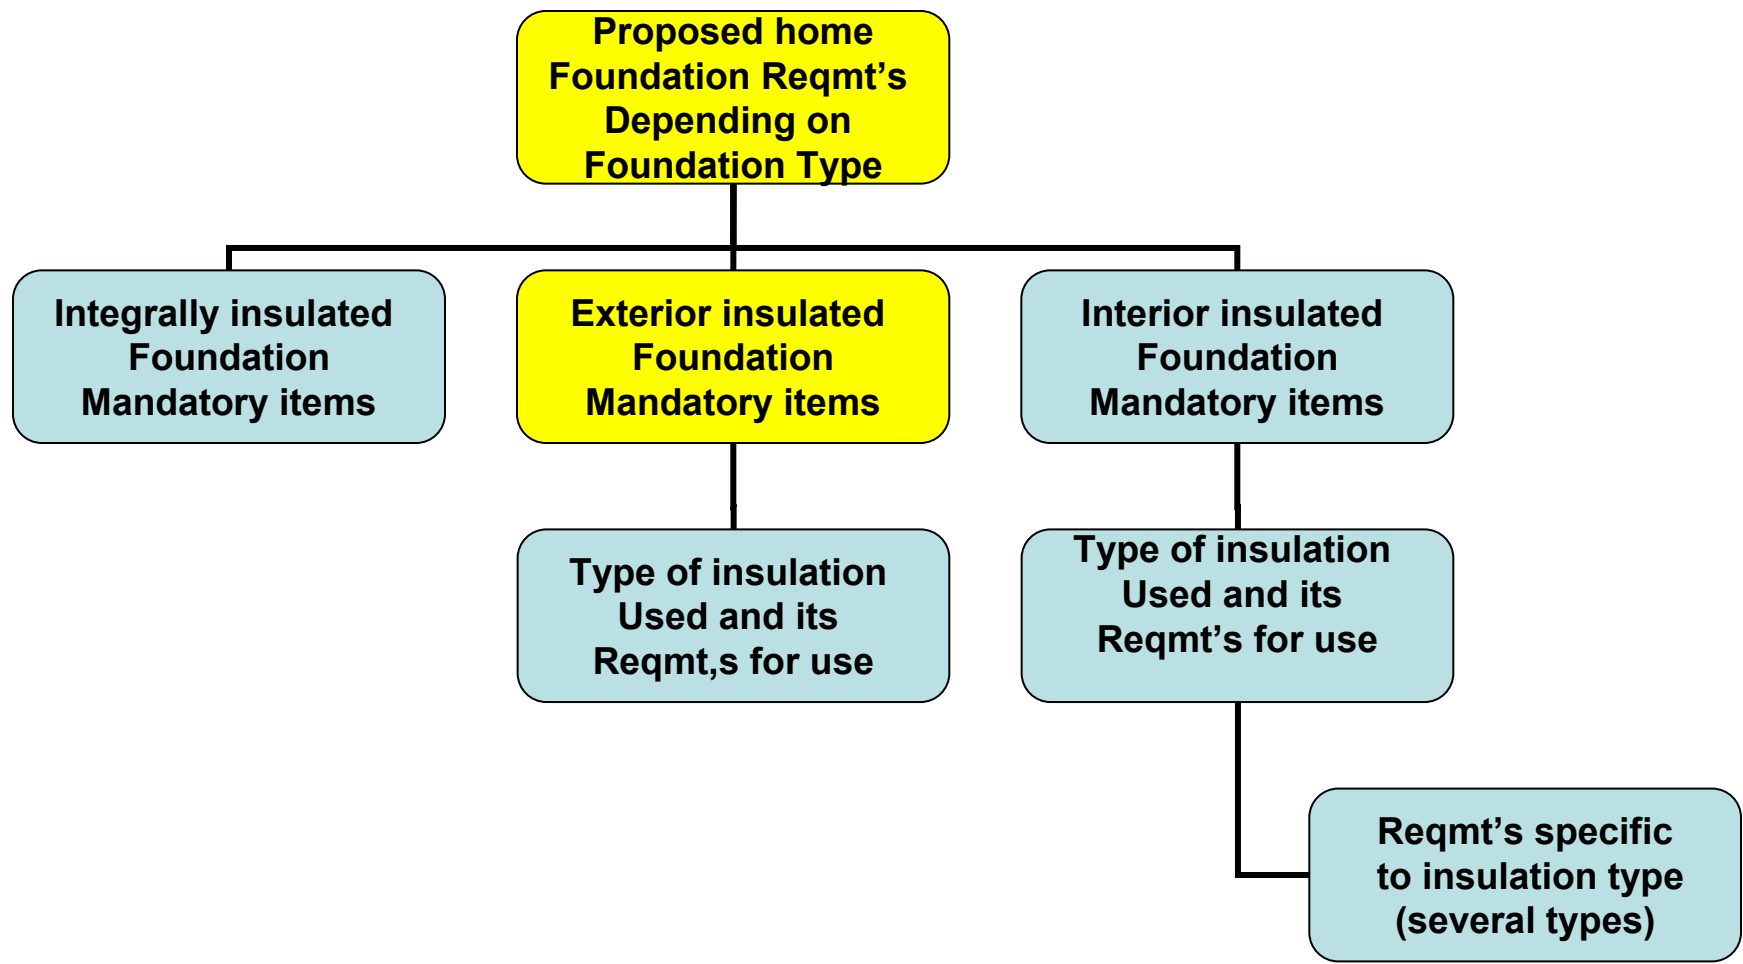 Proposed home
Foundation Reqmt’s
Depending on
Foundation Type
Integrally insulated
Foundation
Mandatory items
Exterior insulated
Foundation
Mandatory items
Interior insulated
Foundation
Mandatory items
Type of insulation
Used and its
Reqmt,s for use
Type of insulation
Used and its
Reqmt’s for use
Reqmt’s specific
to insulation type
(several types)